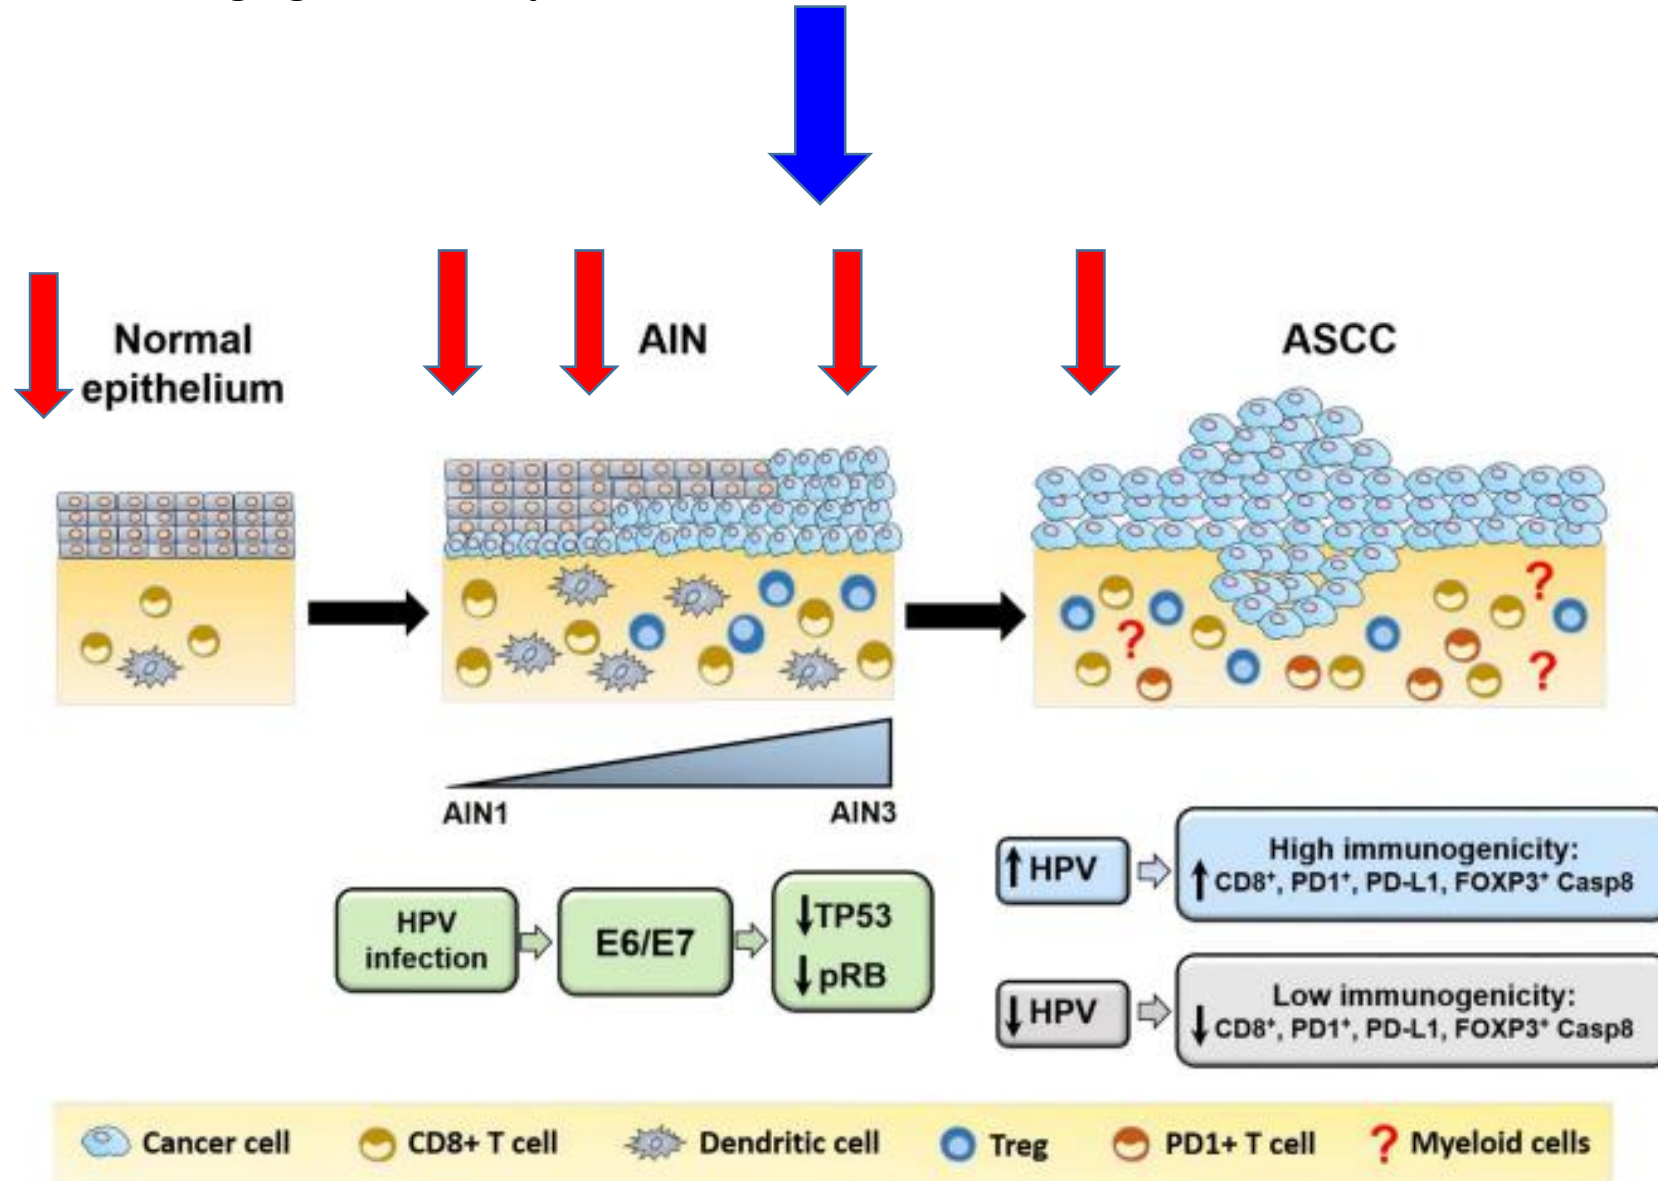 Normal
epithelium
AIN
ASCC
? ? ? ?
AIN1
AIN3
HPV
infection
E6/E7
↓TP53
↓pRB
↑HPV
High immunogenicity:
↑CD8⁺, PD1⁺, PD-L1, FOXP3⁺ Casp8
↓HPV
Low immunogenicity:
↓CD8⁺, PD1⁺, PD-L1, FOXP3⁺ Casp8
Cancer cell
CD8+ T cell
Dendritic cell
Treg
PD1+ T cell
? Myeloid cells